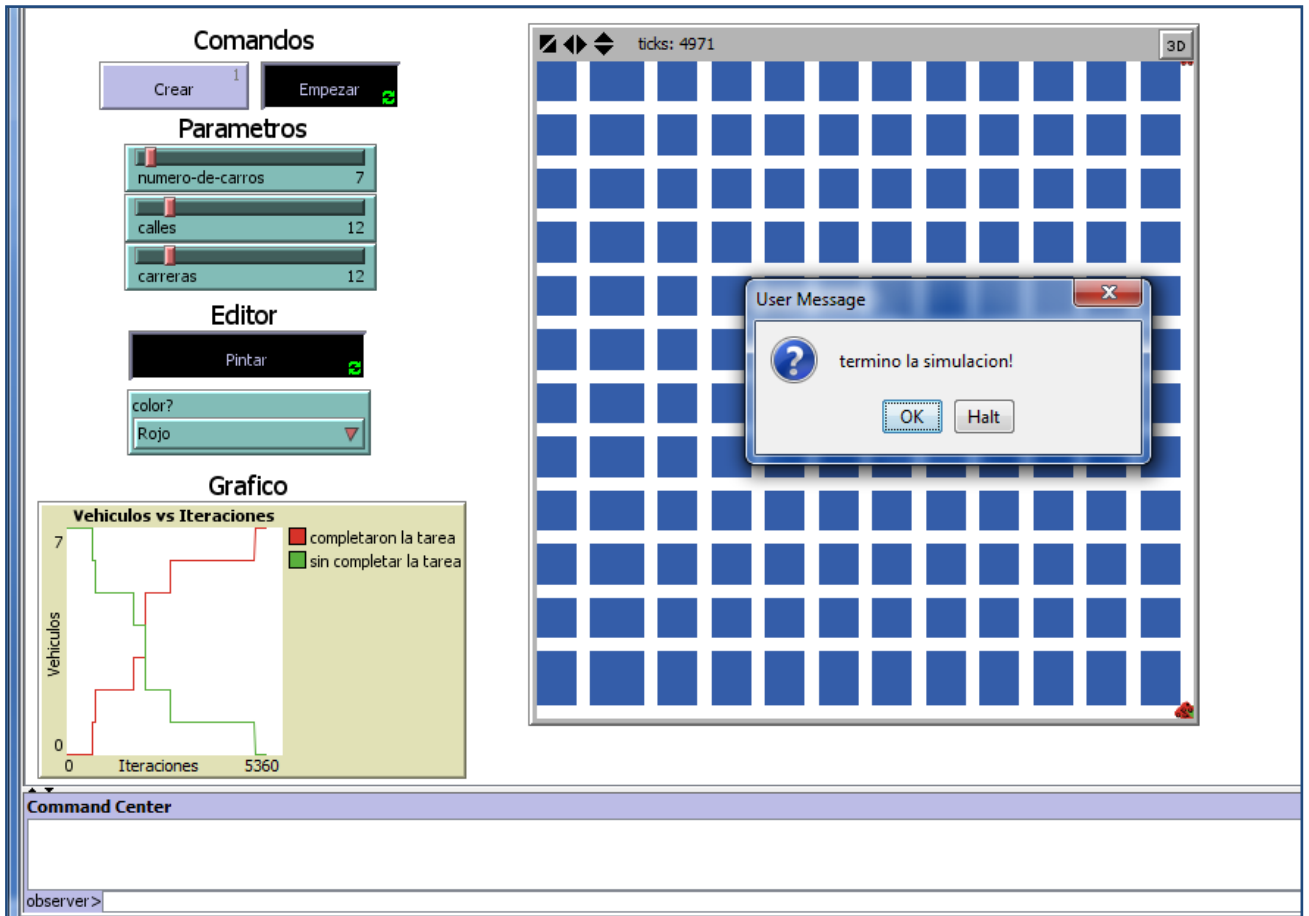 Comandos
Crear
1
Empezar
Parametros
numero-de-carros 7
calles 12
carreras 12
Editor
Pintar
color?
Rojo
Grafico
Vehiculos vs Iteraciones
7
Vehiculos
0
0 Iteraciones 5360
completaron la tarea
sin completar la tarea
ticks: 4971
3D
User Message
x
termino la simulacion!
OK Halt
Command Center
observer>